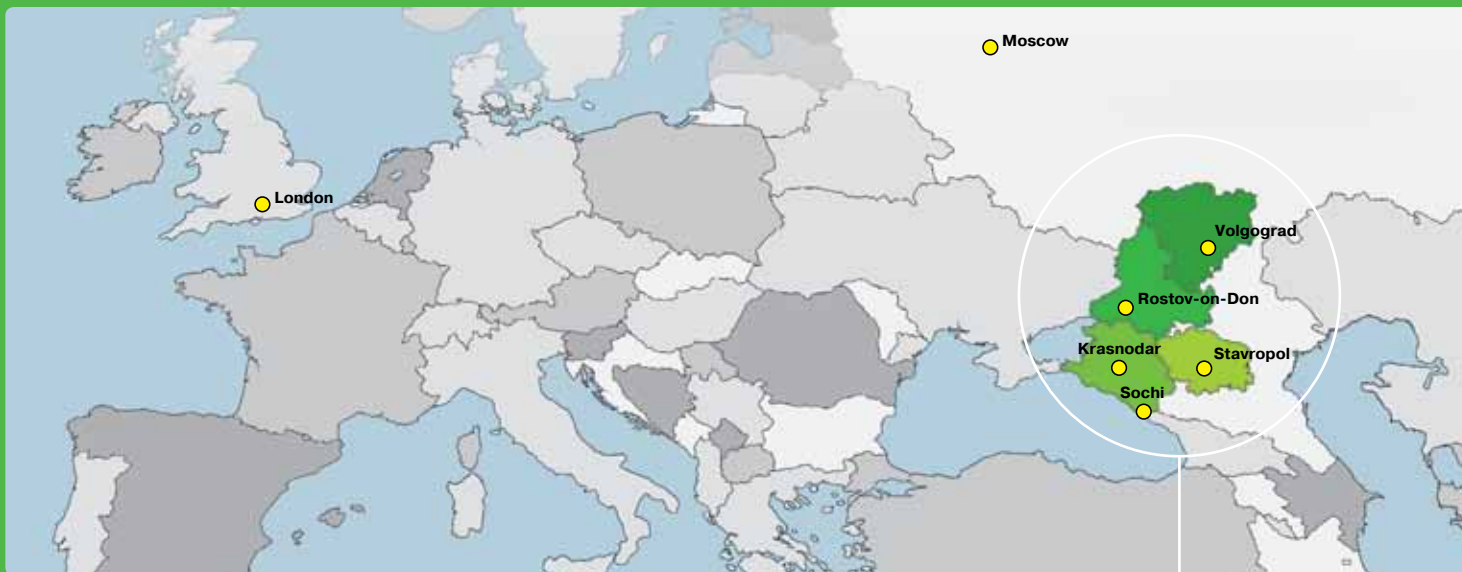 Moscow
London
Volgograd
Rostov-on-Don
Krasnodar
Stavropol
Sochi